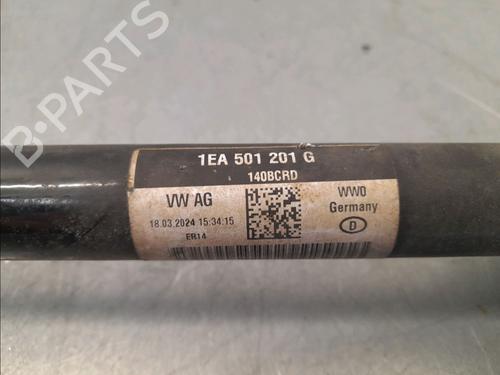 1EA 501 201 G
140BCRD
VW AG
18.03.2024 15:34:15
ER14
WW0
Germany
D
B-PARTS